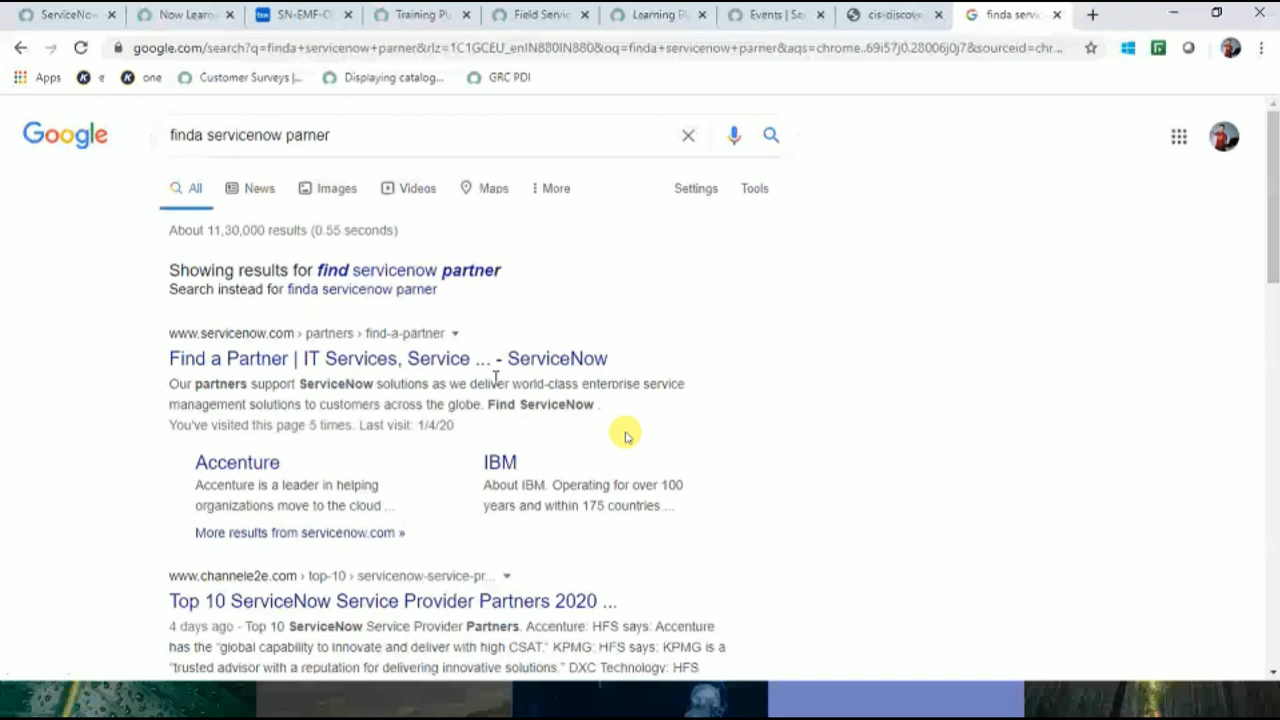 ServiceNow
Now Learn
SN-EMF-O
Training Pu
Field Servic
Learning Pl
Events | Se
cis-discove
finda servic
google.com/search?q=finda+servicenow+parner&rlz=1C1GCEU_enIN880IN880&oq=finda+servicenow+parner&aqs=chrome..69i57j0.28006j0j7&sourceid=chr...
Apps
e
one
Customer Surveys |...
Displaying catalog...
GRC PDI
Google
finda servicenow parner
All
News
Images
Videos
Maps
More
Settings
Tools
About 11,30,000 results (0.55 seconds)
Showing results for find servicenow partner
Search instead for finda servicenow parner
www.servicenow.com › partners › find-a-partner
Find a Partner | IT Services, Service ... - ServiceNow
Our partners support ServiceNow solutions as we deliver world-class enterprise service
management solutions to customers across the globe. Find ServiceNow .
You've visited this page 5 times. Last visit: 1/4/20
Accenture
Accenture is a leader in helping
organizations move to the cloud ...
IBM
About IBM. Operating for over 100
years and within 175 countries ...
More results from servicenow.com »
www.channele2e.com › top-10 › servicenow-service-pr...
Top 10 ServiceNow Service Provider Partners 2020 ...
4 days ago - Top 10 ServiceNow Service Provider Partners. Accenture: HFS says: Accenture
has the "global capability to innovate and deliver with high CSAT." KPMG: HFS says: KPMG is a
"trusted advisor with a reputation for delivering innovative solutions." DXC Technology: HFS